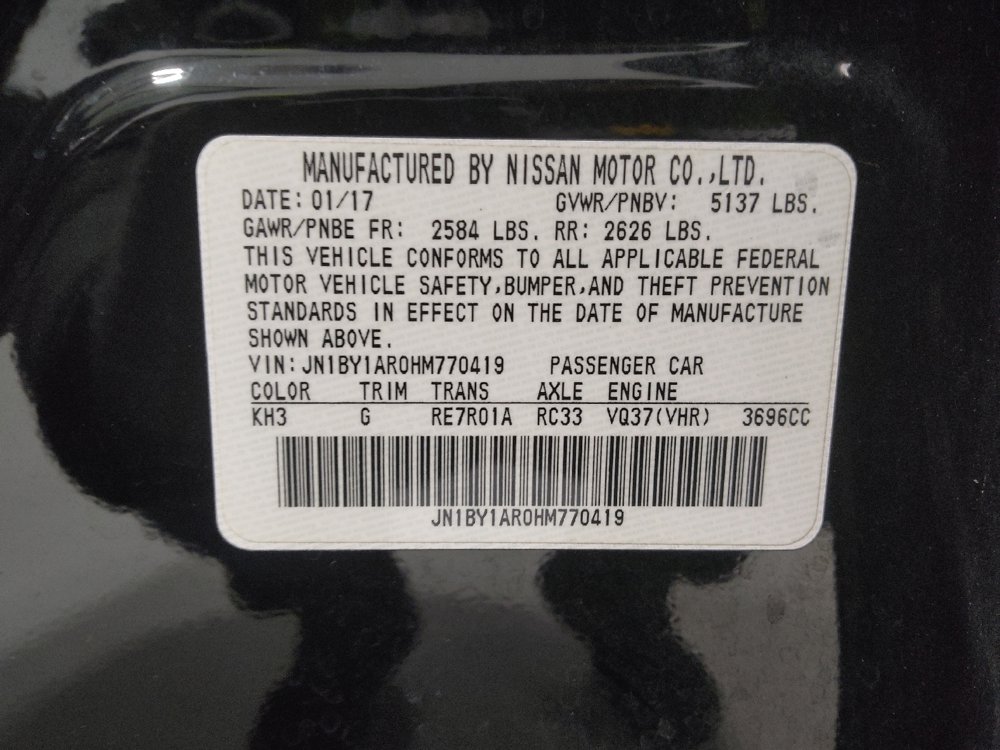 MANUFACTURED BY NISSAN MOTOR CO.,LTD.
DATE: 01/17 GVWR/PNBV: 5137 LBS.
GAWR/PNBE FR: 2584 LBS. RR: 2626 LBS.
THIS VEHICLE CONFORMS TO ALL APPLICABLE FEDERAL
MOTOR VEHICLE SAFETY,BUMPER,AND THEFT PREVENTION
STANDARDS IN EFFECT ON THE DATE OF MANUFACTURE
SHOWN ABOVE.
VIN: JN1BY1AR0HM770419 PASSENGER CAR
COLOR TRIM TRANS AXLE ENGINE
KH3 G RE7R01A RC33 VQ37(VHR) 3696CC
JN1BY1AR0HM770419